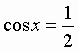 cos x = 1/2